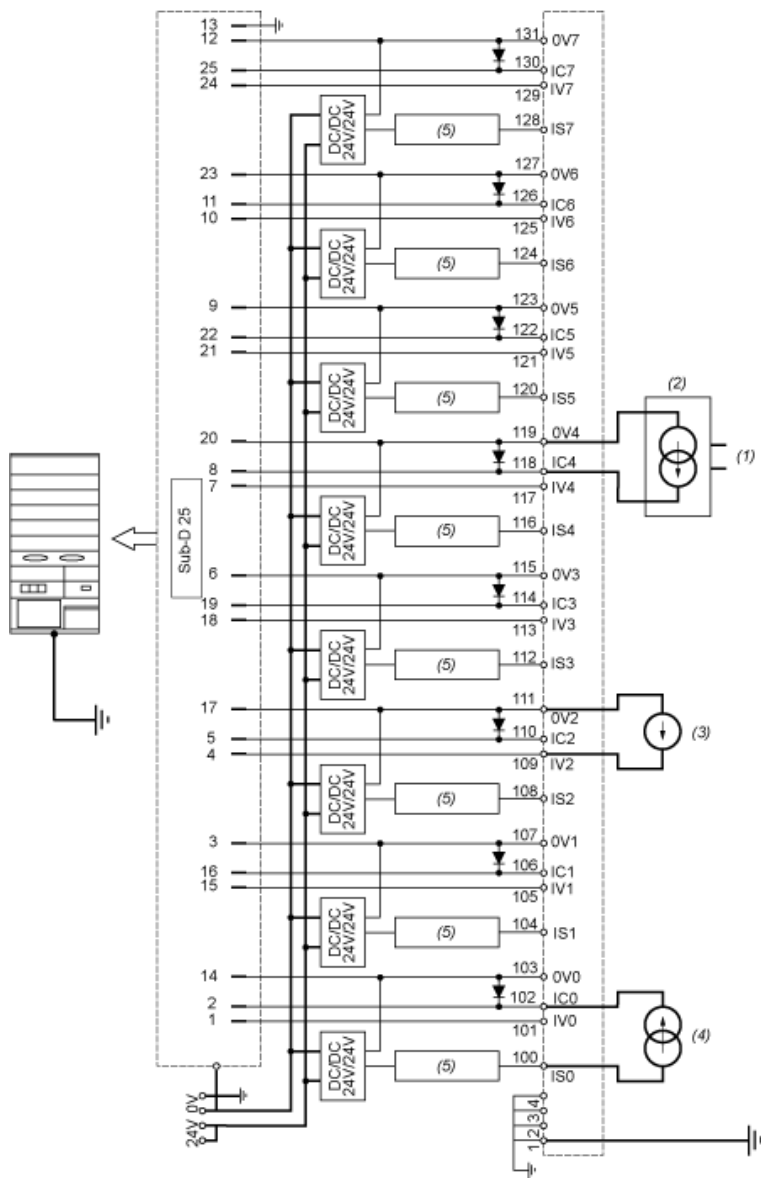 13
12 131 0V7
25 130 IC7
24 IV7
129
DC/DC 24V/24V (5) 128 IS7
23 127 0V6
11 126 IC6
10 IV6
125
DC/DC 24V/24V (5) 124 IS6
9 123 0V5
22 122 IC5
21 IV5
121
DC/DC 24V/24V (5) 120 IS5
(2)
20 119 0V4
(1)
8 118 IC4
7 IV4
117
Sub-D 25
DC/DC 24V/24V (5) 116 IS4
6 115 0V3
19 114 IC3
18 IV3
113
DC/DC 24V/24V (5) 112 IS3
17 111 0V2
(3)
5 110 IC2
4 109 IV2
DC/DC 24V/24V (5) 108 IS2
3 107 0V1
16 106 IC1
15 IV1
105
DC/DC 24V/24V (5) 104 IS1
14 103 0V0
2 102 IC0
1 IV0
101
(4)
DC/DC 24V/24V (5) 100 IS0
0V
24V
4
3
2
1